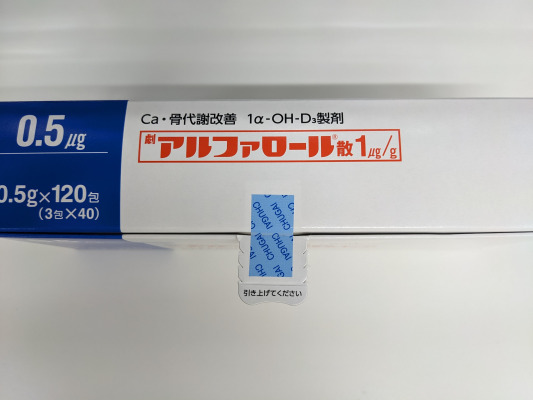 0.5μg
0.5g×120包
(3包×40)
Ca・骨代謝改善 1α-OH-D₃製剤
劇 アルファロール®散1μg/g
CHUGAI CHUGAI
CHUGAI CHUGAI
CHUGAI CHUGAI
引き上げてください